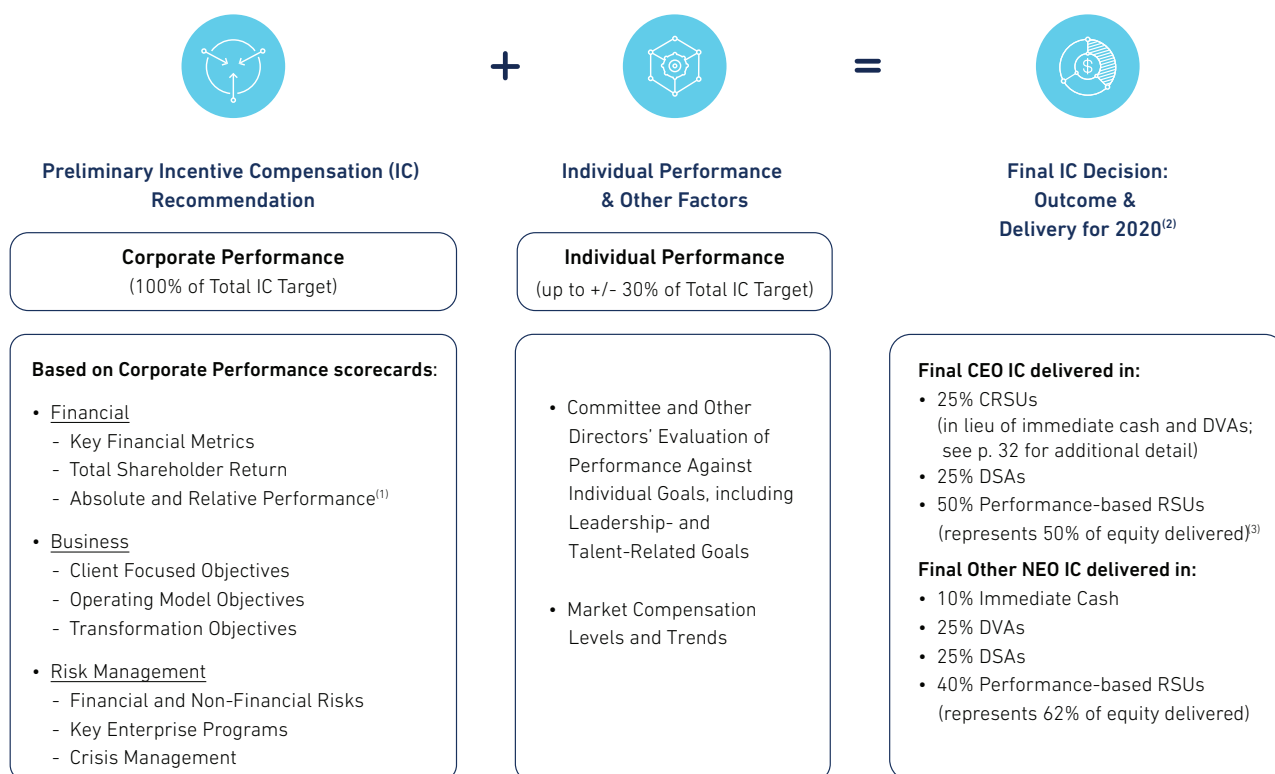 +
=
$
Preliminary Incentive Compensation (IC)
Recommendation
Corporate Performance
(100% of Total IC Target)
Based on Corporate Performance scorecards:
• Financial
- Key Financial Metrics
- Total Shareholder Return
- Absolute and Relative Performance(1)
• Business
- Client Focused Objectives
- Operating Model Objectives
- Transformation Objectives
• Risk Management
- Financial and Non-Financial Risks
- Key Enterprise Programs
- Crisis Management
Individual Performance
& Other Factors
Individual Performance
(up to +/- 30% of Total IC Target)
• Committee and Other
Directors’ Evaluation of
Performance Against
Individual Goals, including
Leadership- and
Talent-Related Goals
• Market Compensation
Levels and Trends
Final IC Decision:
Outcome &
Delivery for 2020(2)
Final CEO IC delivered in:
• 25% CRSUs
(in lieu of immediate cash and DVAs;
see p. 32 for additional detail)
• 25% DSAs
• 50% Performance-based RSUs
(represents 50% of equity delivered)(3)
Final Other NEO IC delivered in:
• 10% Immediate Cash
• 25% DVAs
• 25% DSAs
• 40% Performance-based RSUs
(represents 62% of equity delivered)